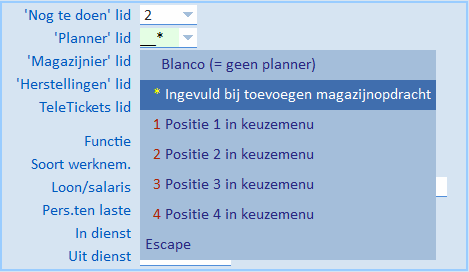 'Nog te doen' lid 2
'Planner' lid __*
'Magazijnier' lid
'Herstellingen' lid
TeleTickets lid
Functie
Soort werknem.
Loon/salaris
Pers.ten laste
In dienst
Uit dienst
Blanco (= geen planner)
* Ingevuld bij toevoegen magazijnopdracht
1 Positie 1 in keuzemenu
2 Positie 2 in keuzemenu
3 Positie 3 in keuzemenu
4 Positie 4 in keuzemenu
Escape